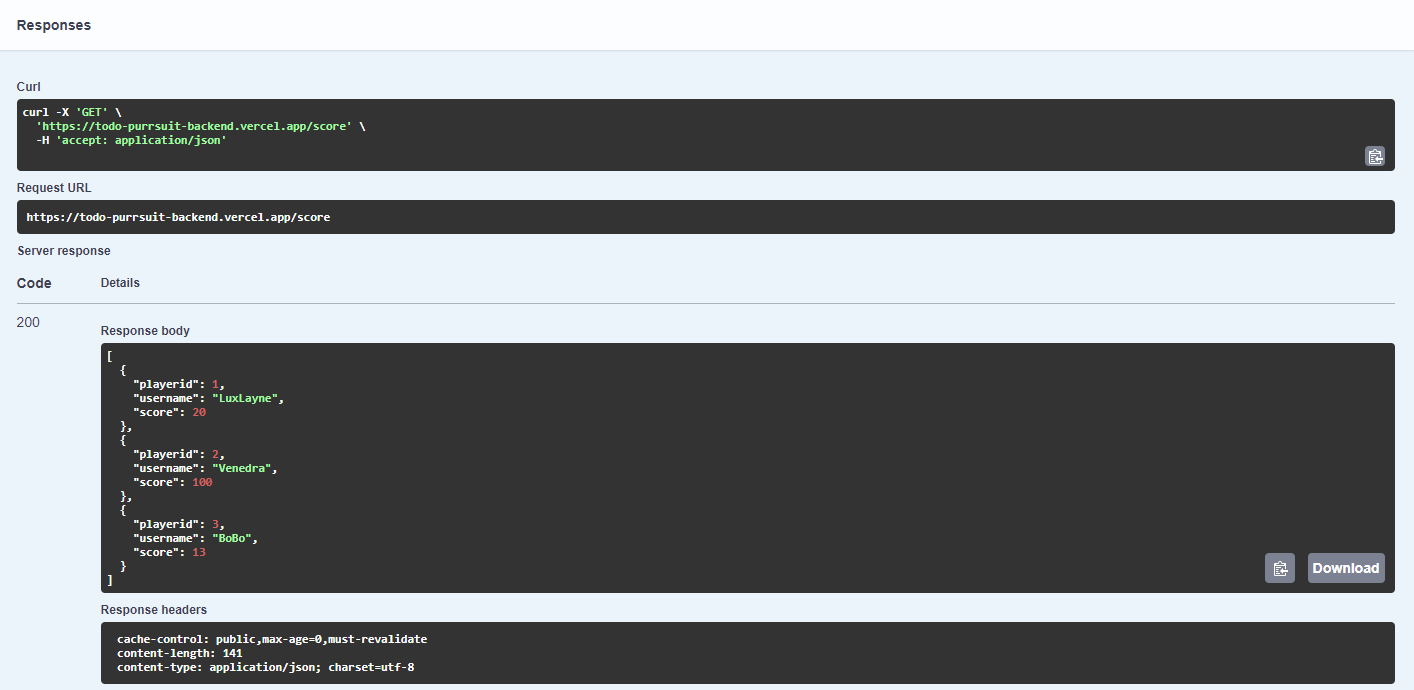 Responses
Curl
curl -X 'GET' \
  'https://todo-purrsuit-backend.vercel.app/score' \
  -H 'accept: application/json'
Request URL
https://todo-purrsuit-backend.vercel.app/score
Server response
Code Details
200
Response body
[
  {
    "playerid": 1,
    "username": "LuxLayne",
    "score": 20
  },
  {
    "playerid": 2,
    "username": "Venedra",
    "score": 100
  },
  {
    "playerid": 3,
    "username": "BoBo",
    "score": 13
  }
]
Download
Response headers
cache-control: public,max-age=0,must-revalidate
content-length: 141
content-type: application/json; charset=utf-8